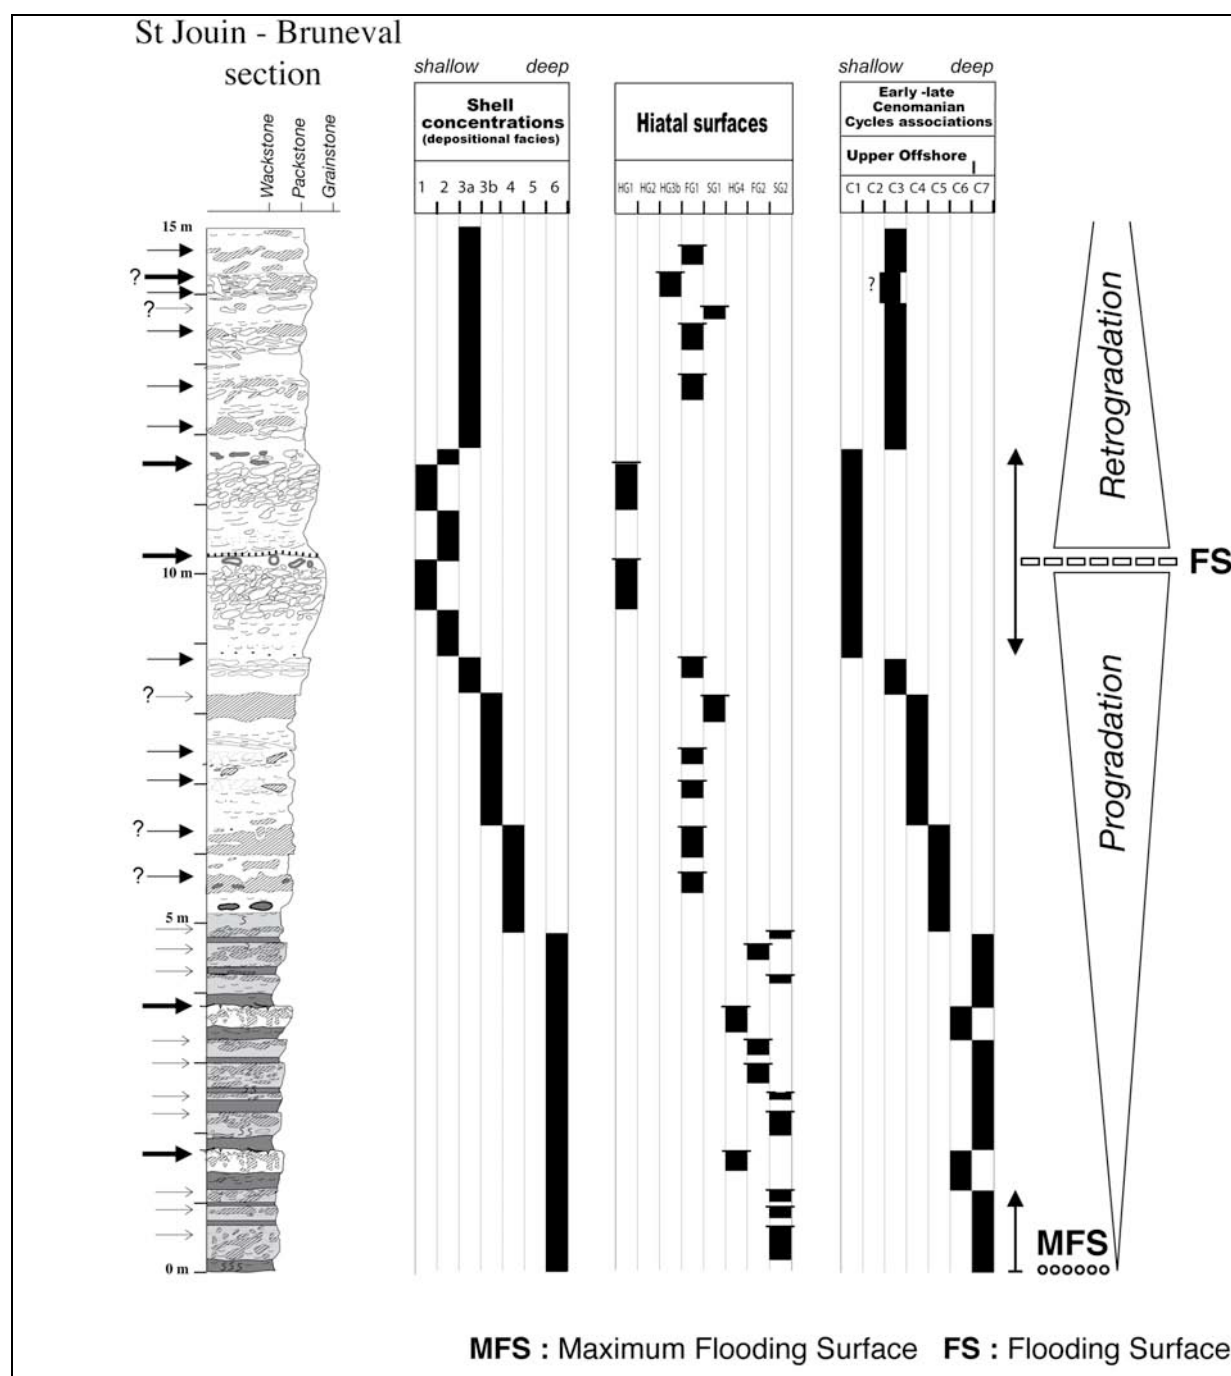 St Jouin - Bruneval
section
Wackstone
Packstone
Grainstone
shallow deep
Shell
concentrations
(depositional facies)
1 2 3a 3b 4 5 6
Hiatal surfaces
HG1 HG2 HG3b FG1 SG1 HG4 FG2 SG2
shallow deep
Early -late
Cenomanian
Cycles associations
Upper Offshore
C1 C2 C3 C4 C5 C6 C7
15 m
?
?
?
10 m
?
?
?
5 m
0 m
Retrogradation
FS
Progradation
MFS
MFS : Maximum Flooding Surface FS : Flooding Surface